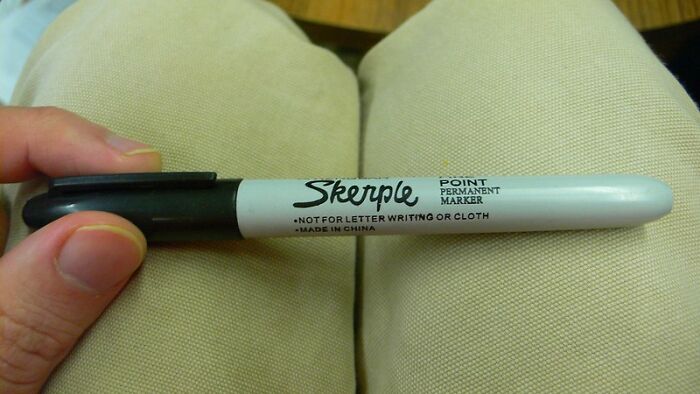 Skerple
POINT
PERMANENT
MARKER
•NOT FOR LETTER WRITING OR CLOTH
•MADE IN CHINA